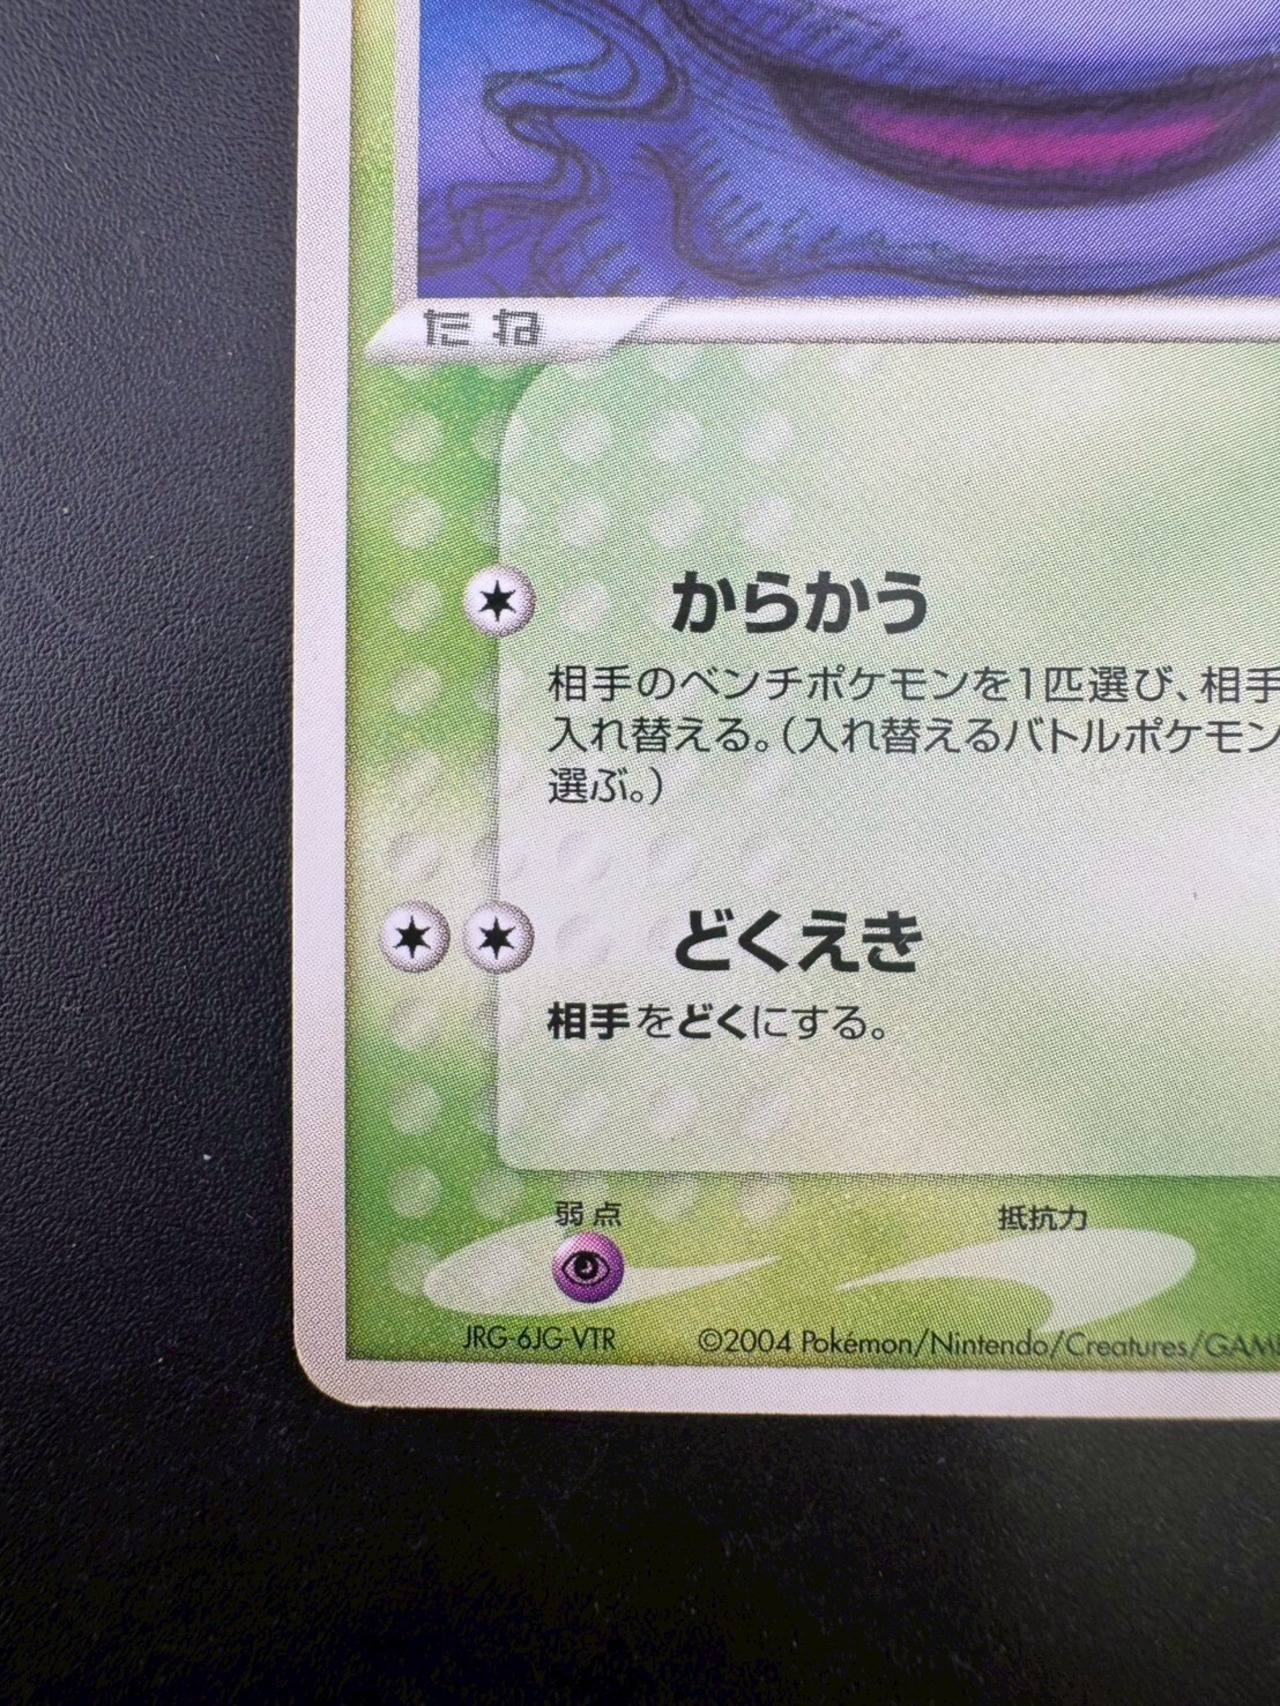 たね
からかう
相手のベンチポケモンを1匹選び、相手
入れ替える。（入れ替えるバトルポケモン
選ぶ。）
どくえき
相手をどくにする。
弱点
抵抗力
JRG-6JG-VTR
©2004 Pokémon/Nintendo/Creatures/GAM